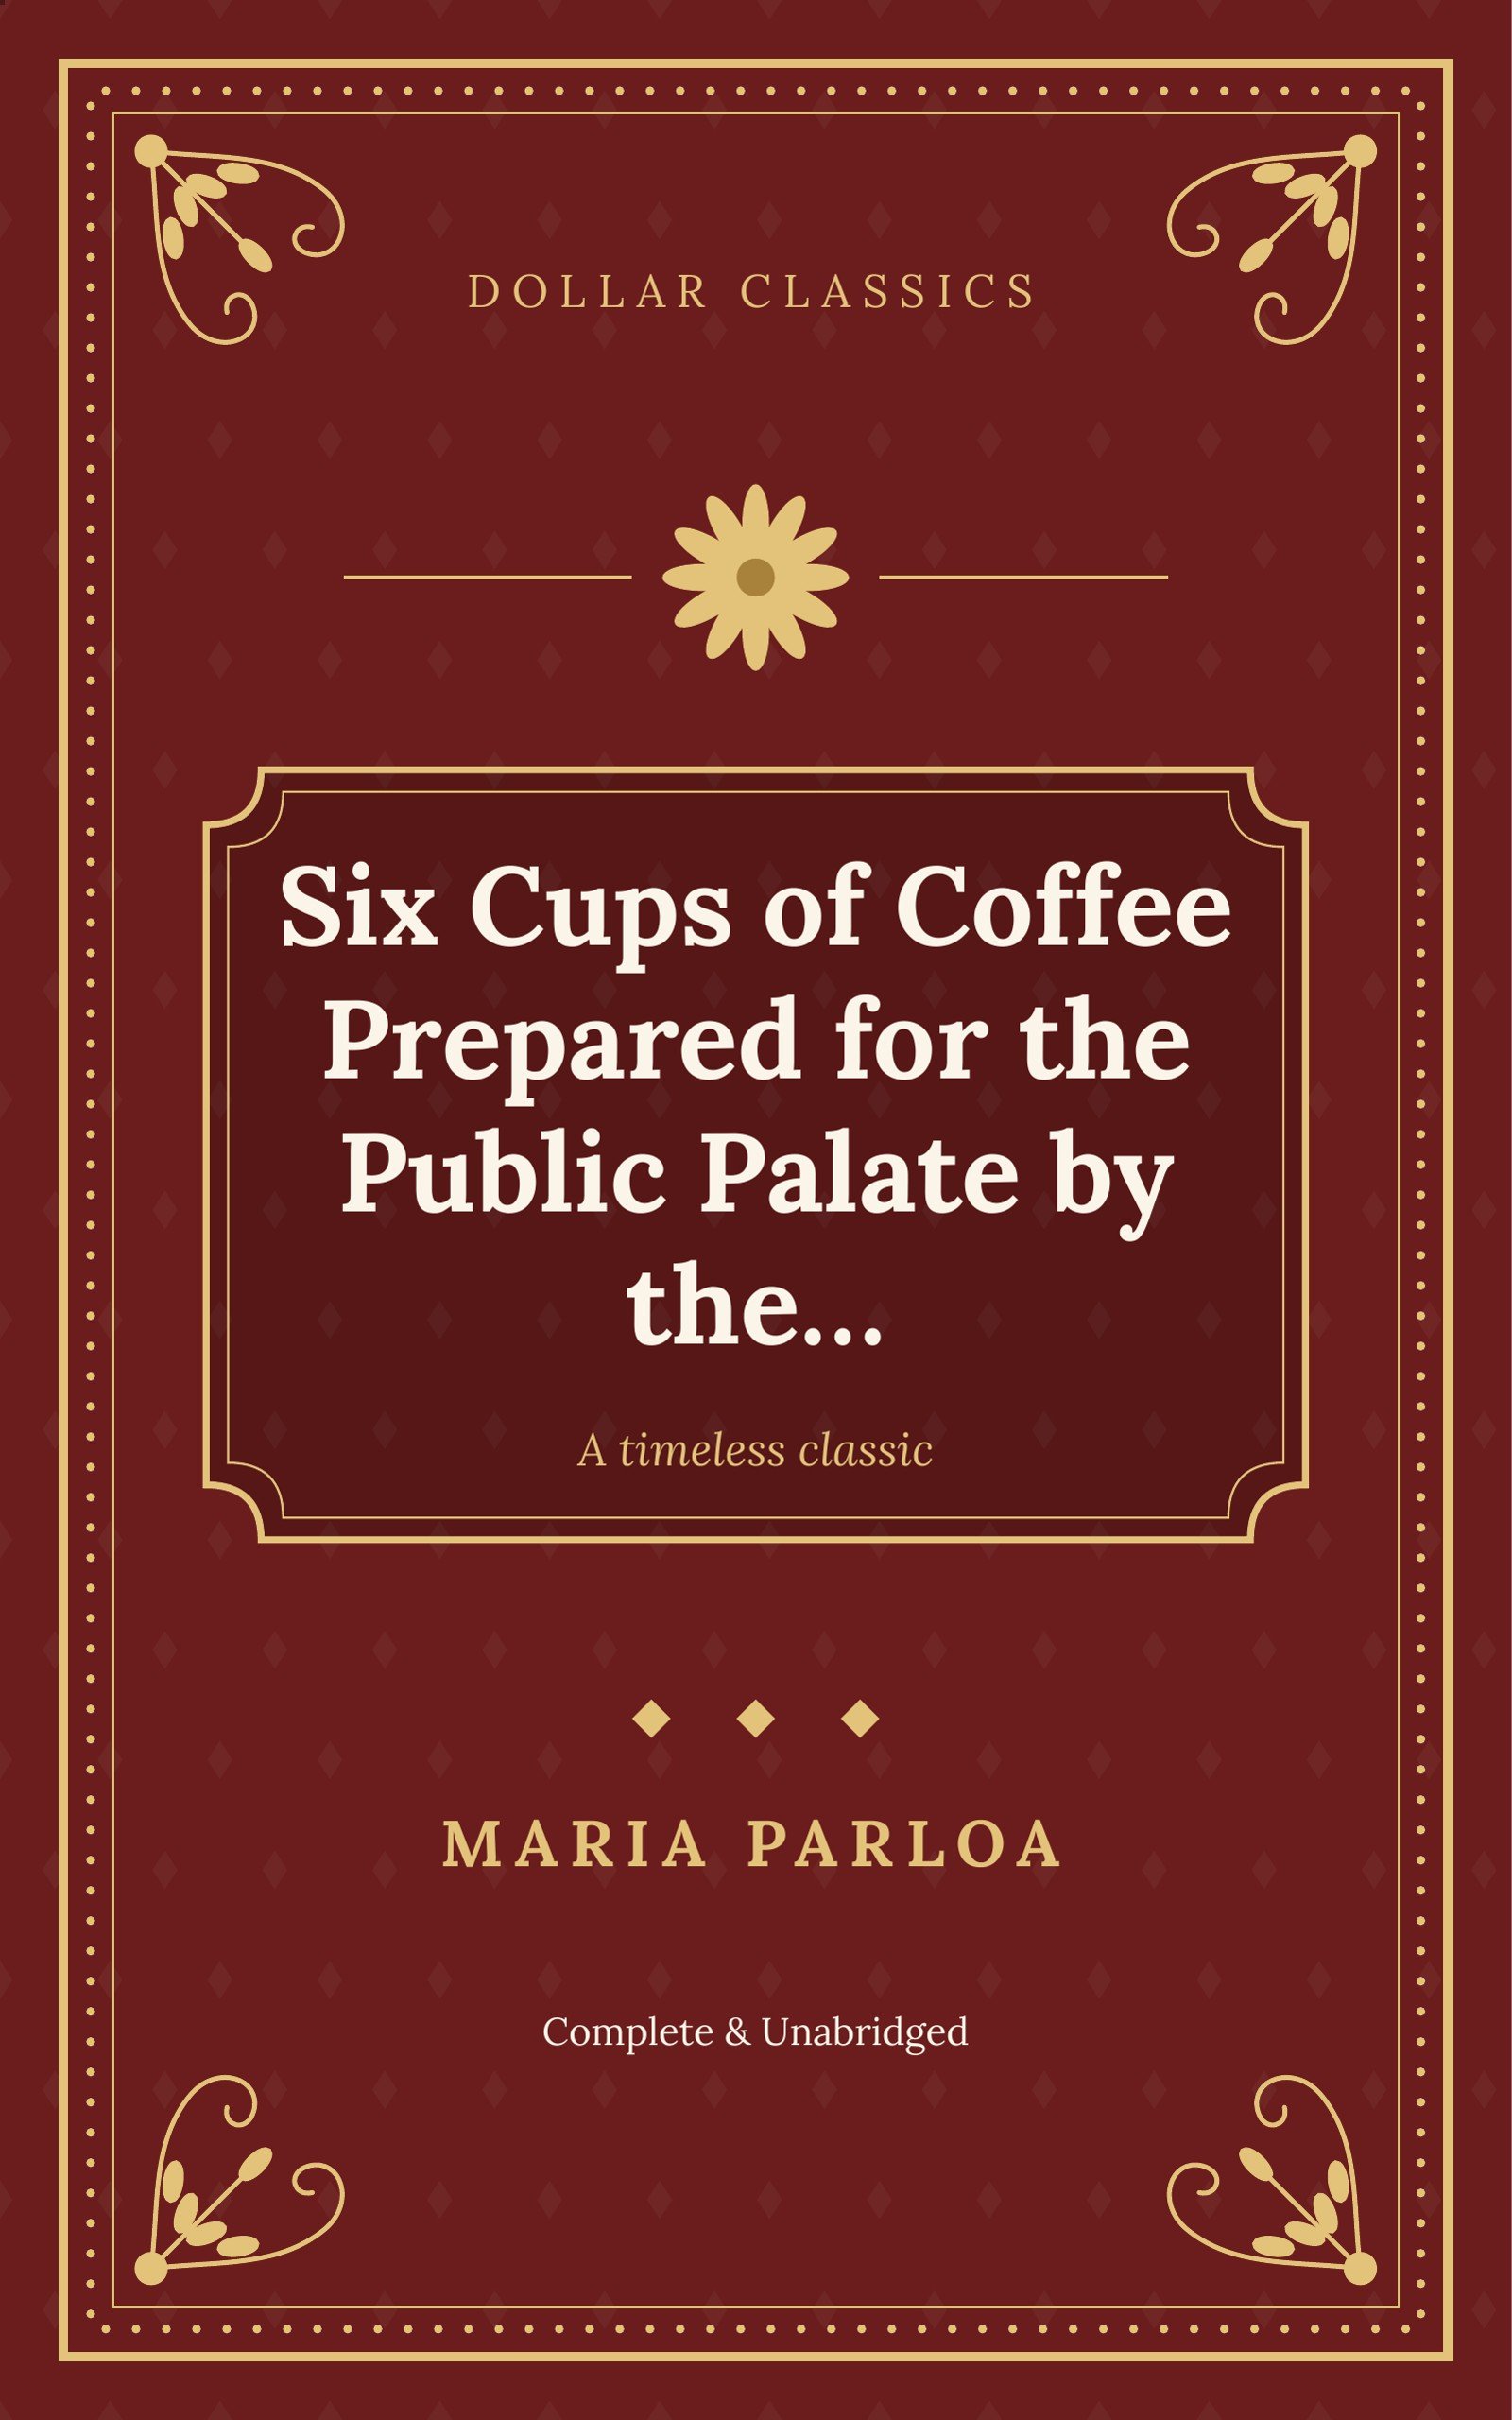 DOLLAR CLASSICS
Six Cups of Coffee
Prepared for the
Public Palate by
the...
A timeless classic
MARIA PARLOA
Complete & Unabridged